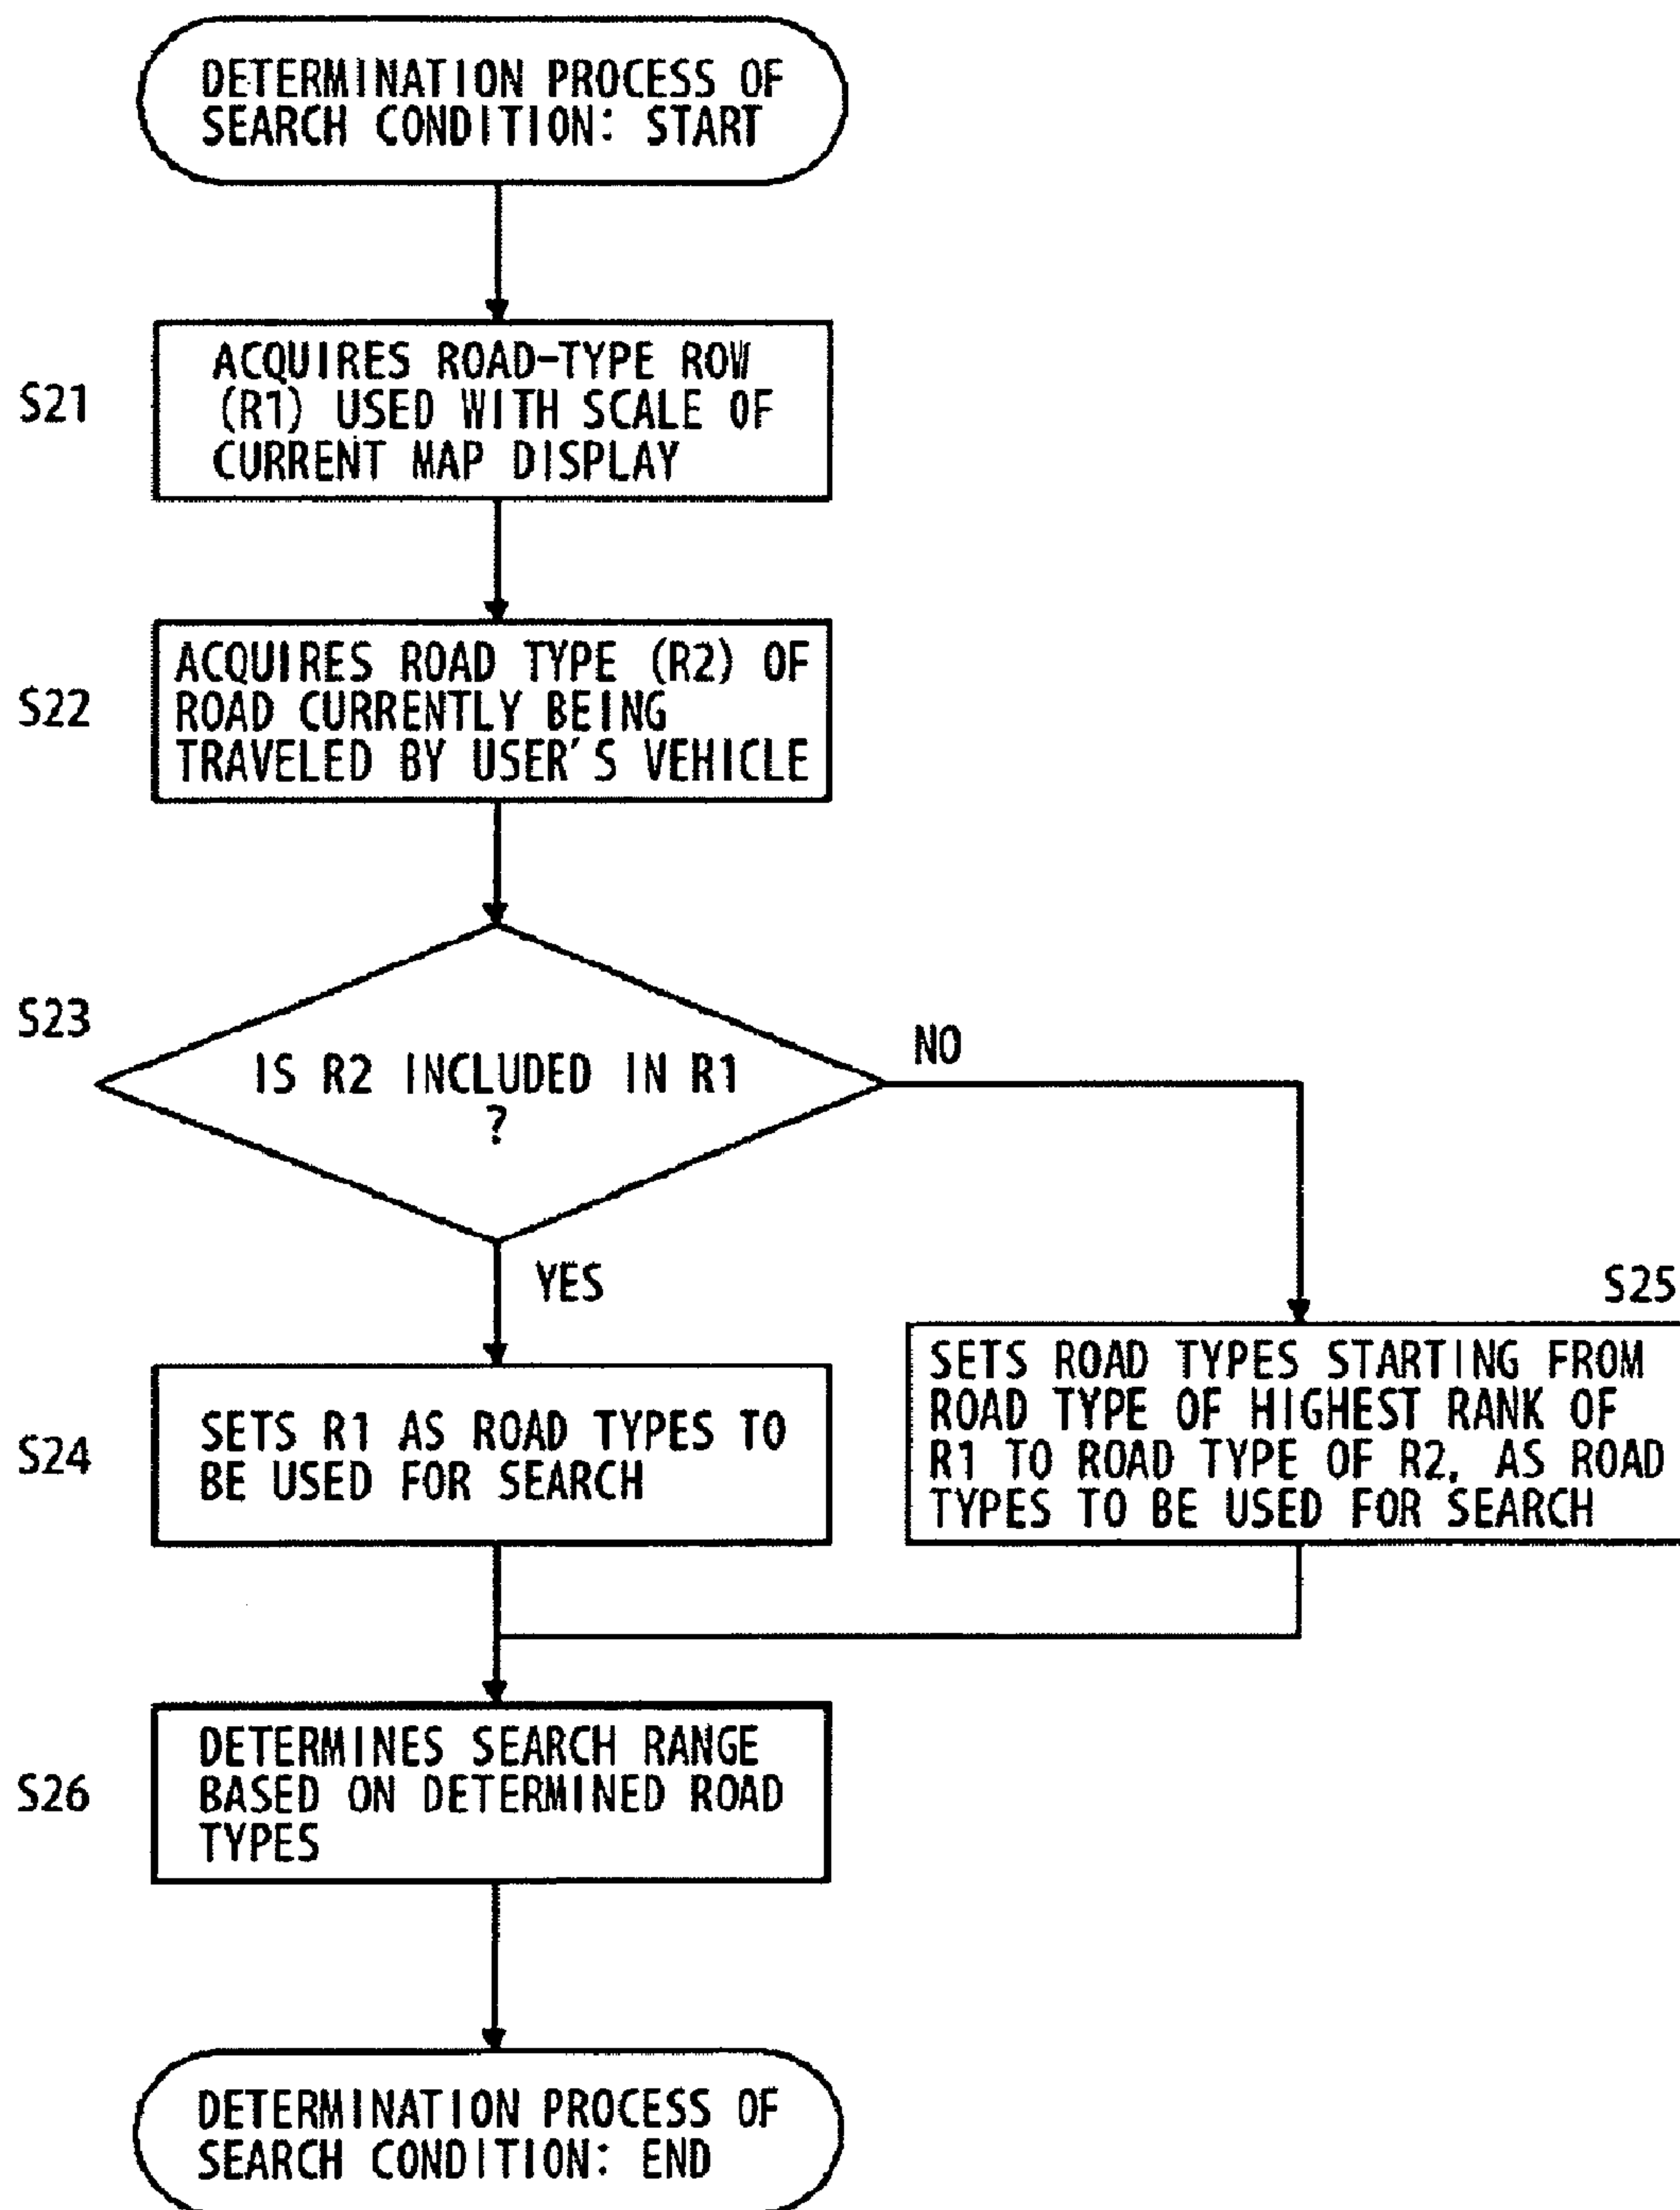 DETERMINATION PROCESS OF
SEARCH CONDITION: START
S21
ACQUIRES ROAD-TYPE ROW
(R1) USED WITH SCALE OF
CURRENT MAP DISPLAY
S22
ACQUIRES ROAD TYPE (R2) OF
ROAD CURRENTLY BEING
TRAVELED BY USER'S VEHICLE
S23
IS R2 INCLUDED IN R1
?
NO
YES
S24
SETS R1 AS ROAD TYPES TO
BE USED FOR SEARCH
S25
SETS ROAD TYPES STARTING FROM
ROAD TYPE OF HIGHEST RANK OF
R1 TO ROAD TYPE OF R2, AS ROAD
TYPES TO BE USED FOR SEARCH
S26
DETERMINES SEARCH RANGE
BASED ON DETERMINED ROAD
TYPES
DETERMINATION PROCESS OF
SEARCH CONDITION: END